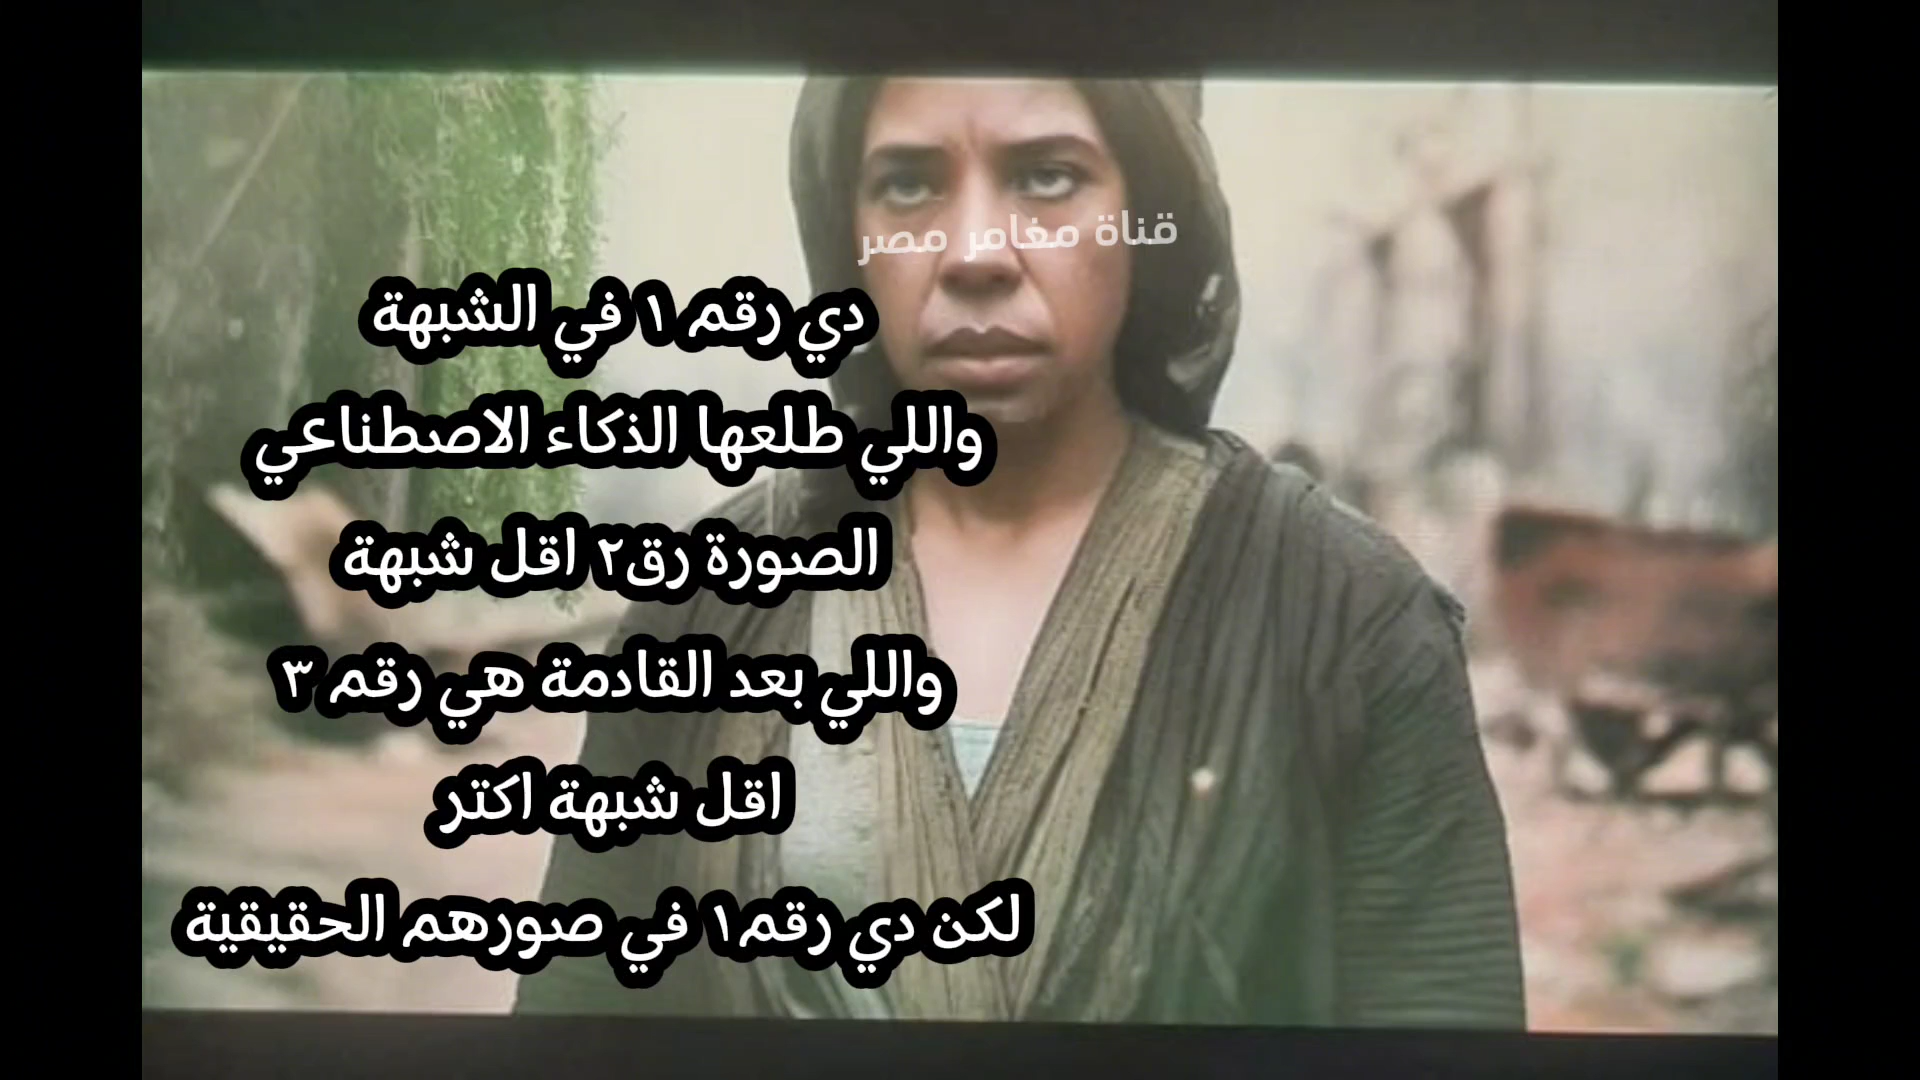 قناة مغامر مصر
دي رقم ١ في الشبهة
واللي طلعها الذكاء الاصطناعي
الصورة رق٢ اقل شبهة
واللي بعد القادمة هي رقم ٣
اقل شبهة اكتر
لكن دي رقم١ في صورهم الحقيقية